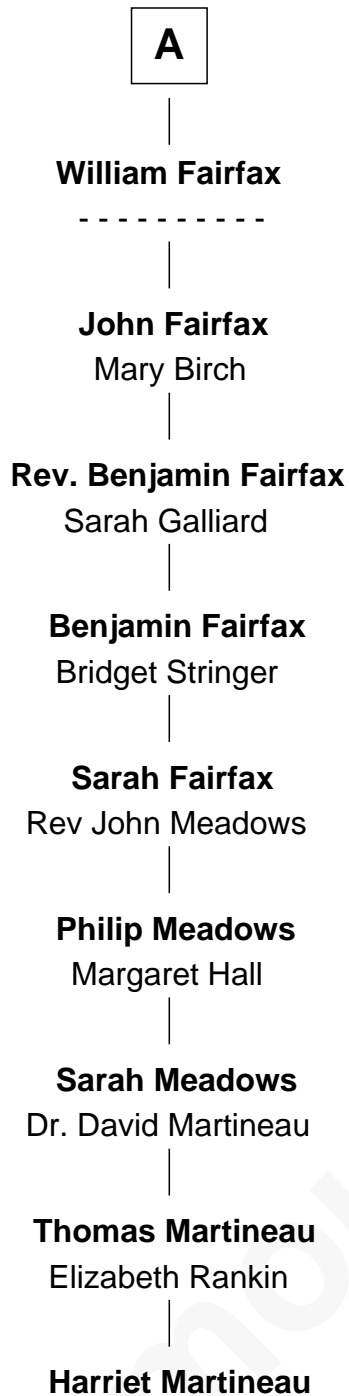 A
William Fairfax
- - - - - - - - - -
John Fairfax
Mary Birch
Rev. Benjamin Fairfax
Sarah Galliard
Benjamin Fairfax
Bridget Stringer
Sarah Fairfax
Rev John Meadows
Philip Meadows
Margaret Hall
Sarah Meadows
Dr. David Martineau
Thomas Martineau
Elizabeth Rankin
Harriet Martineau